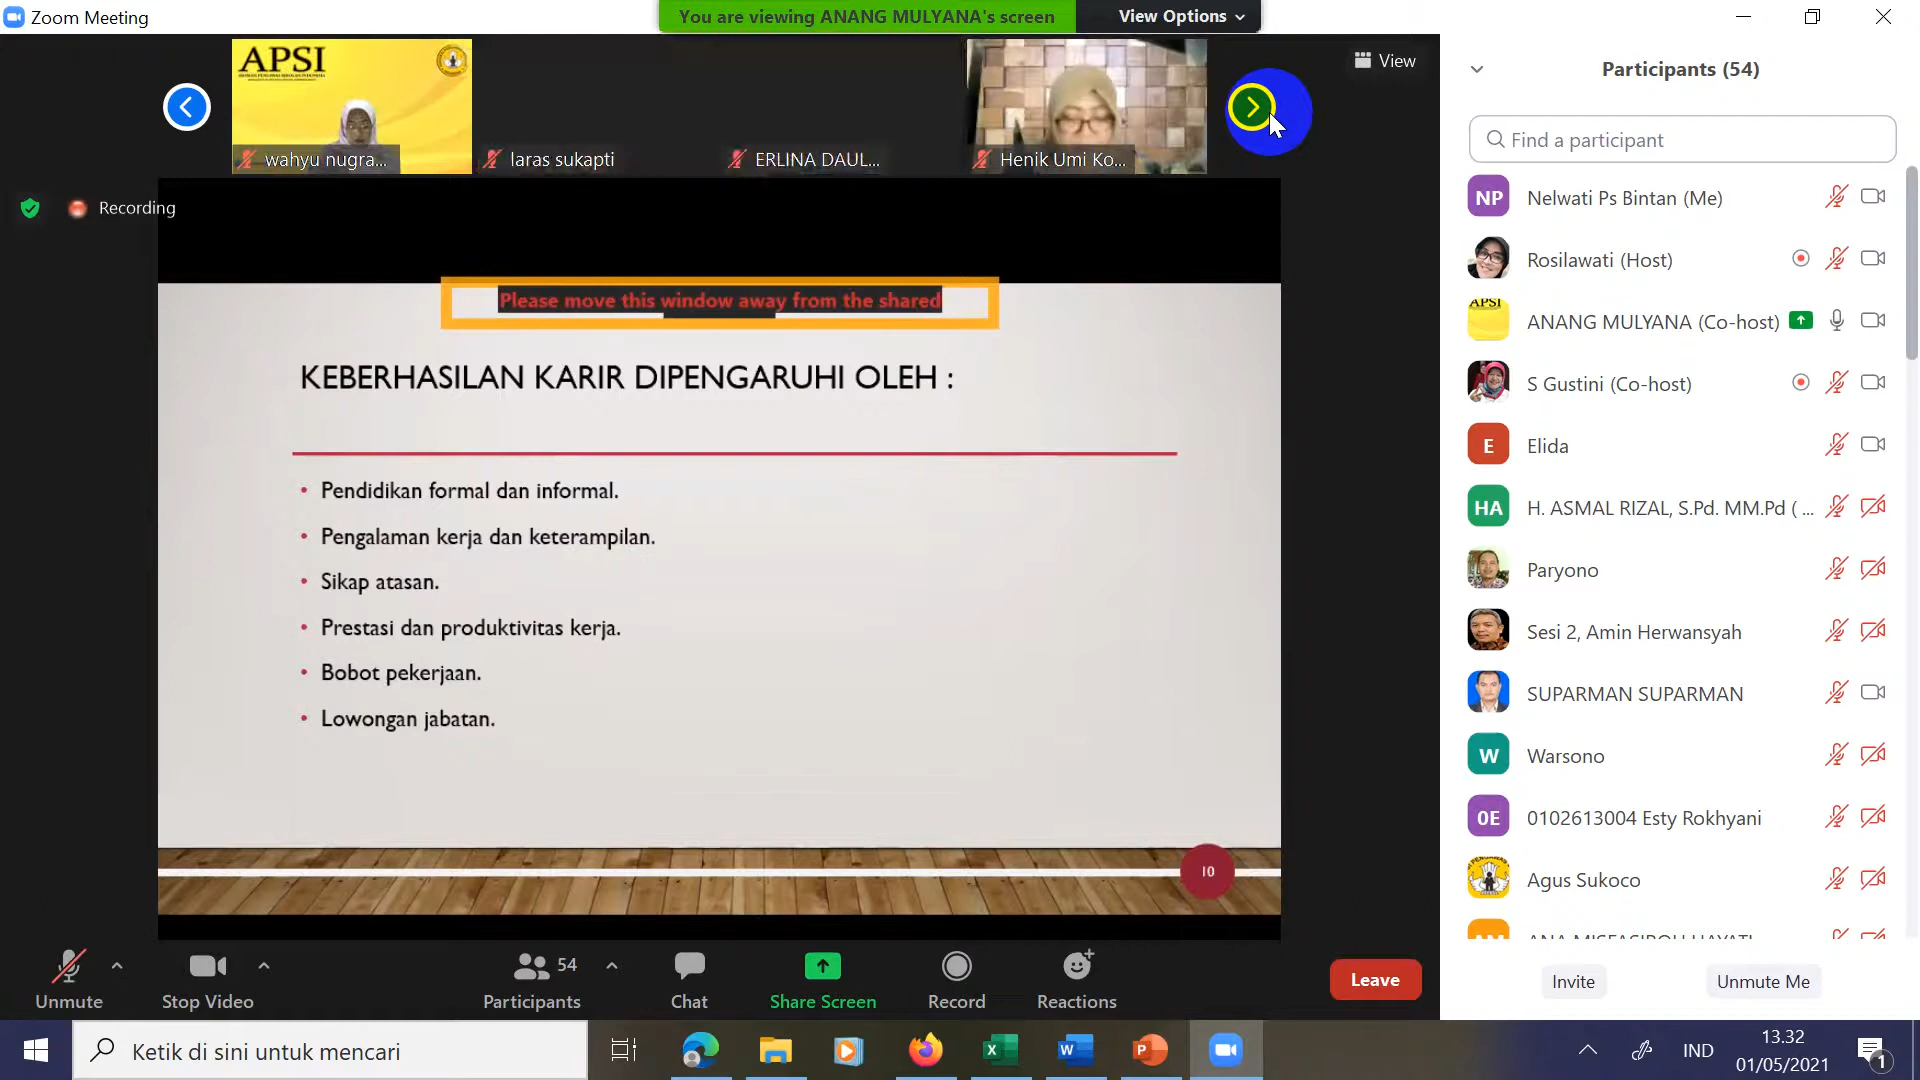 Zoom Meeting
You are viewing ANANG MULYANA's screen
View Options
APSI
wahyu nugra...
laras sukapti
ERLINA DAUL...
Henik Umi Ko...
View
Recording
Please move this window away from the shared
KEBERHASILAN KARIR DIPENGARUHI OLEH :
• Pendidikan formal dan informal.
• Pengalaman kerja dan keterampilan.
• Sikap atasan.
• Prestasi dan produktivitas kerja.
• Bobot pekerjaan.
• Lowongan jabatan.
10
Participants (54)
Find a participant
NP Nelwati Ps Bintan (Me)
Rosilawati (Host)
APSI ANANG MULYANA (Co-host)
S Gustini (Co-host)
E Elida
HA H. ASMAL RIZAL, S.Pd. MM.Pd ( ...
Paryono
Sesi 2, Amin Herwansyah
SUPARMAN SUPARMAN
W Warsono
0E 0102613004 Esty Rokhyani
Agus Sukoco
Invite
Unmute Me
Unmute
Stop Video
54
Participants
Chat
Share Screen
Record
Reactions
Leave
Ketik di sini untuk mencari
IND
13.32
01/05/2021
1